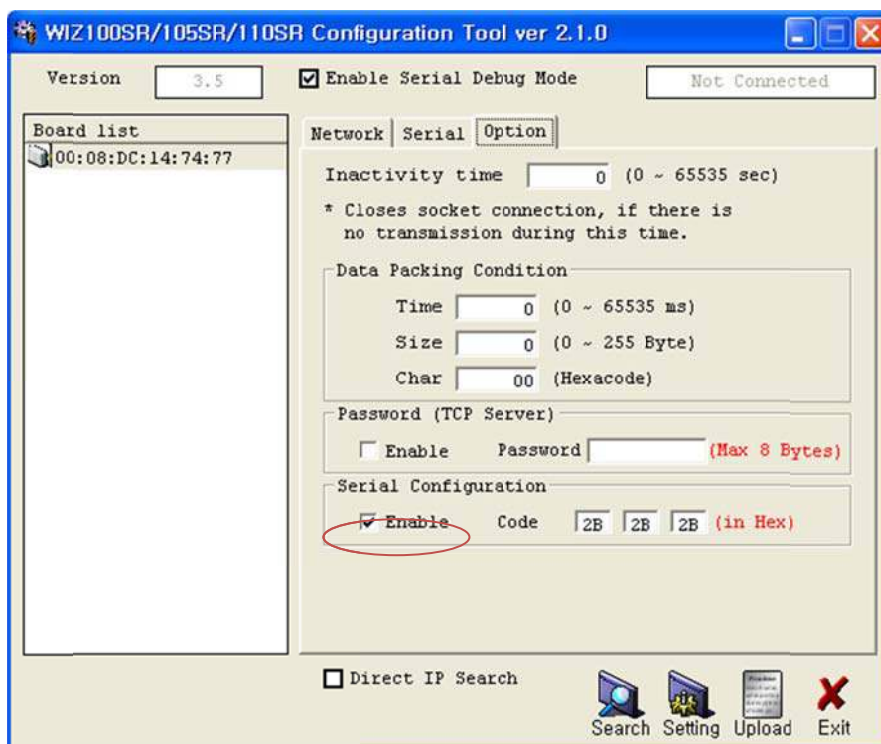 WIZ100SR/105SR/110SR Configuration Tool ver 2.1.0
Version 3.5 Enable Serial Debug Mode Not Connected
Board list
00:08:DC:14:74:77
Network Serial Option
Inactivity time 0 (0 ~ 65535 sec)
* Closes socket connection, if there is
no transmission during this time.
Data Packing Condition
Time 0 (0 ~ 65535 ms)
Size 0 (0 ~ 255 Byte)
Char 00 (Hexacode)
Password (TCP Server)
Enable Password (Max 8 Bytes)
Serial Configuration
Enable Code 2B 2B 2B (in Hex)
Direct IP Search
Search Setting Upload Exit